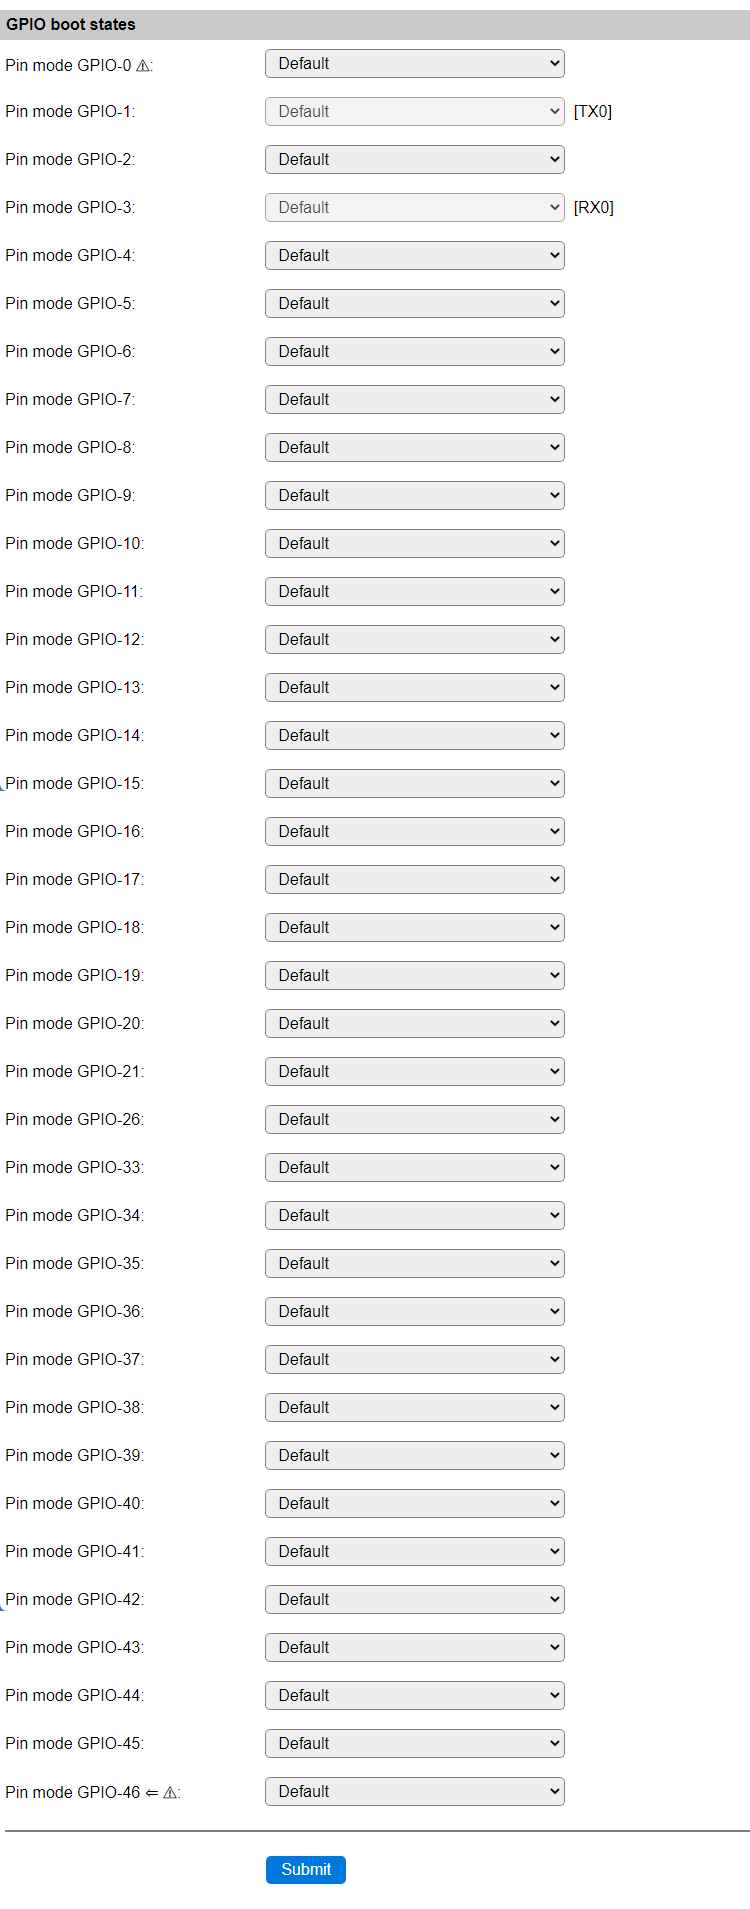 GPIO boot states
Pin mode GPIO-0 ⚠: Default
Pin mode GPIO-1: Default [TX0]
Pin mode GPIO-2: Default
Pin mode GPIO-3: Default [RX0]
Pin mode GPIO-4: Default
Pin mode GPIO-5: Default
Pin mode GPIO-6: Default
Pin mode GPIO-7: Default
Pin mode GPIO-8: Default
Pin mode GPIO-9: Default
Pin mode GPIO-10: Default
Pin mode GPIO-11: Default
Pin mode GPIO-12: Default
Pin mode GPIO-13: Default
Pin mode GPIO-14: Default
Pin mode GPIO-15: Default
Pin mode GPIO-16: Default
Pin mode GPIO-17: Default
Pin mode GPIO-18: Default
Pin mode GPIO-19: Default
Pin mode GPIO-20: Default
Pin mode GPIO-21: Default
Pin mode GPIO-26: Default
Pin mode GPIO-33: Default
Pin mode GPIO-34: Default
Pin mode GPIO-35: Default
Pin mode GPIO-36: Default
Pin mode GPIO-37: Default
Pin mode GPIO-38: Default
Pin mode GPIO-39: Default
Pin mode GPIO-40: Default
Pin mode GPIO-41: Default
Pin mode GPIO-42: Default
Pin mode GPIO-43: Default
Pin mode GPIO-44: Default
Pin mode GPIO-45: Default
Pin mode GPIO-46 ⇐ ⚠: Default
Submit